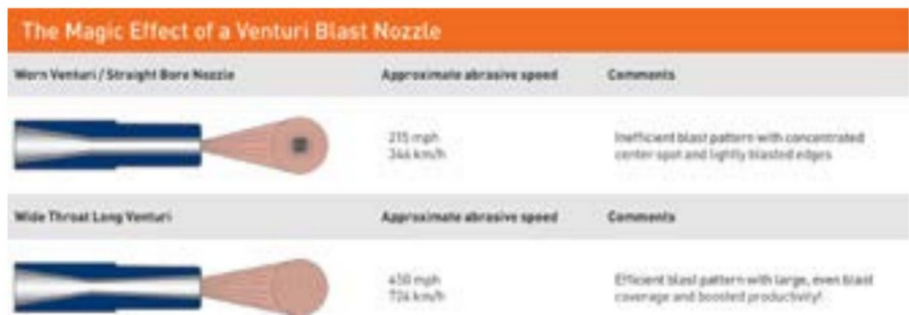 The Magic Effect of a Venturi Blast Nozzle
Worn Venturi / Straight Bore Nozzle
Approximate abrasive speed
Comments
215 mph
344 km/h
Inefficient blast pattern with concentrated
center spot and lightly blasted edges
Wide Throat Long Venturi
Approximate abrasive speed
Comments
450 mph
724 km/h
Efficient blast pattern with large, even blast
coverage and boosted productivity!